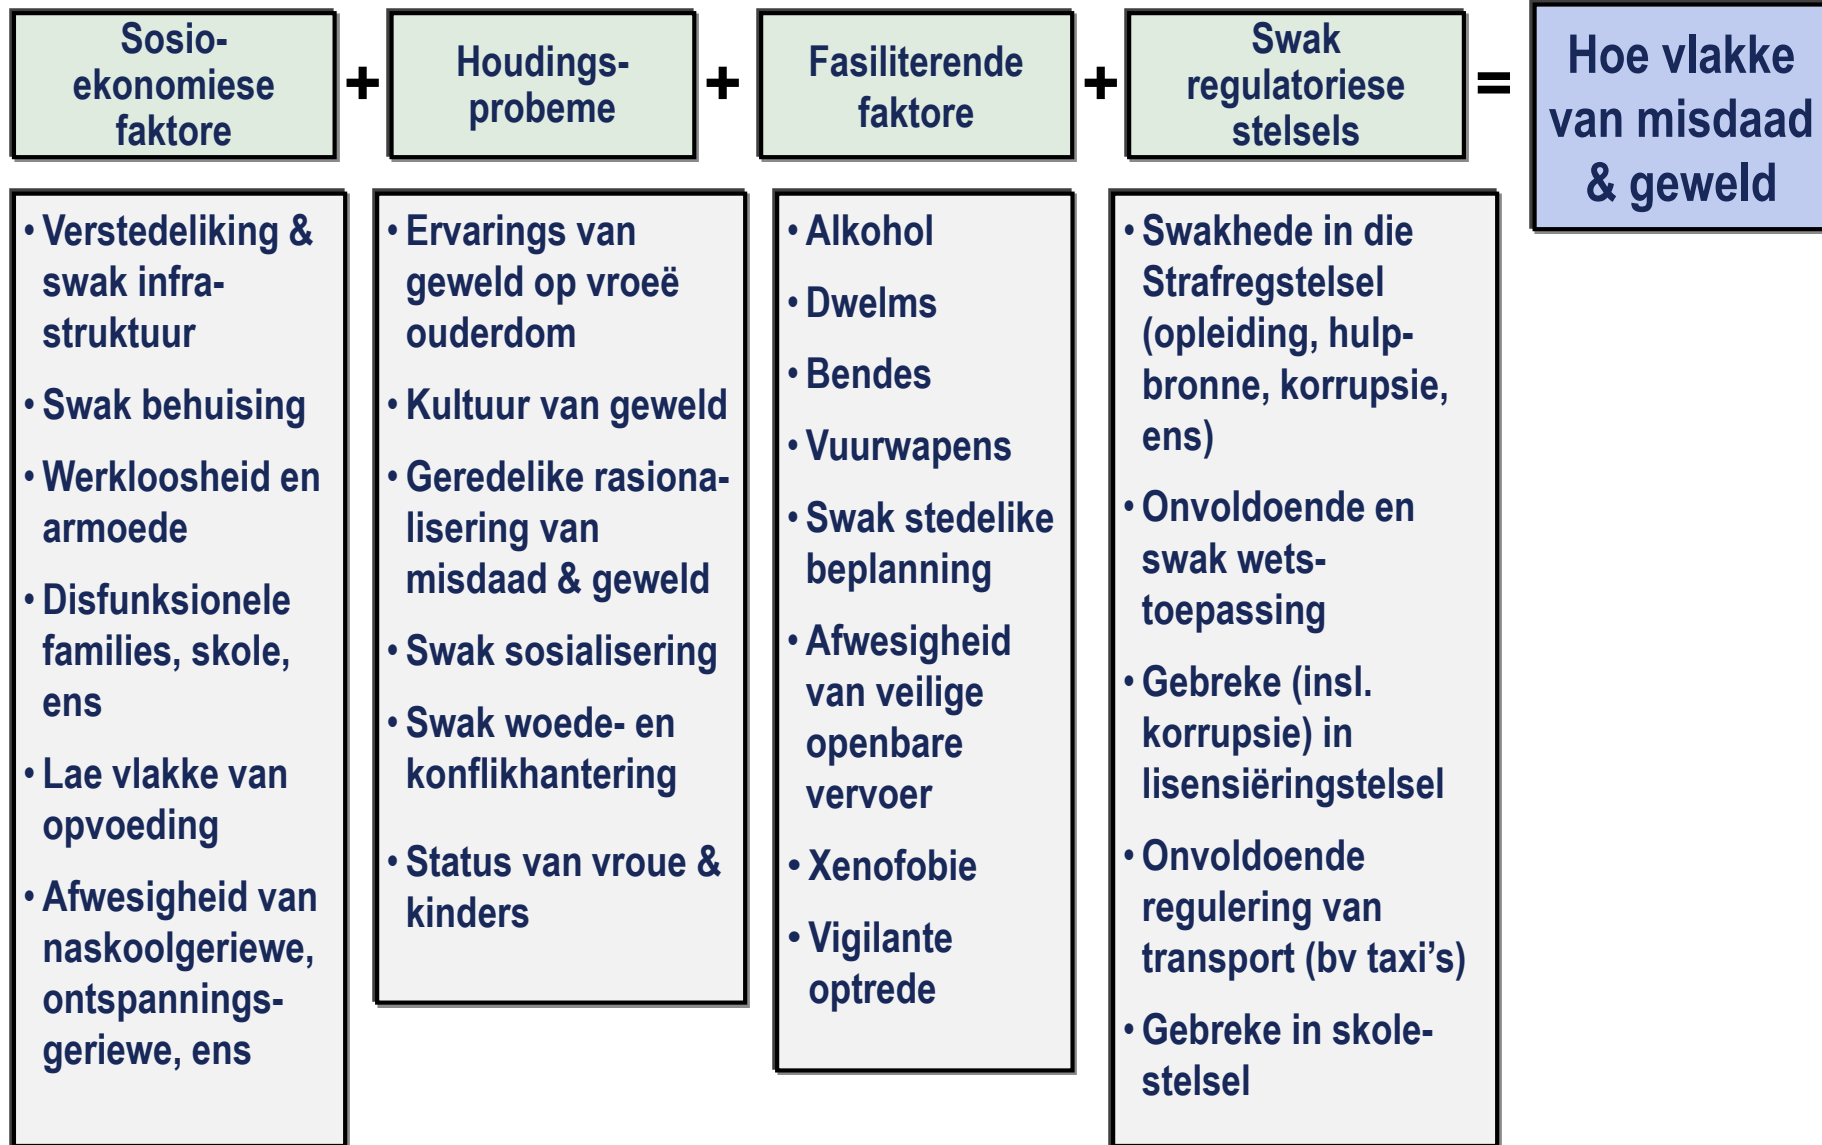 Sosio-
ekonomiese
faktore
+
Houdings-
probeme
+
Fasiliterende
faktore
+
Swak
regulatoriese
stelsels
=
Hoe vlakke
van misdaad
& geweld
• Verstedeliking &
swak infra-
struktuur
• Swak behuising
• Werkloosheid en
armoede
• Disfunksionele
families, skole,
ens
• Lae vlakke van
opvoeding
• Afwesigheid van
naskoolgeriewe,
ontspannings-
geriewe, ens
• Ervarings van
geweld op vroeë
ouderdom
• Kultuur van geweld
• Geredelike rasiona-
lisering van
misdaad & geweld
• Swak sosialisering
• Swak woede- en
konflikhantering
• Status van vroue &
kinders
• Alkohol
• Dwelms
• Bendes
• Vuurwapens
• Swak stedelike
beplanning
• Afwesigheid
van veilige
openbare
vervoer
• Xenofobie
• Vigilante
optrede
• Swakhede in die
Strafregstelsel
(opleiding, hulp-
bronne, korrupsie,
ens)
• Onvoldoende en
swak wets-
toepassing
• Gebreke (insl.
korrupsie) in
lisensiëringstelsel
• Onvoldoende
regulering van
transport (bv taxi's)
• Gebreke in skole-
stelsel